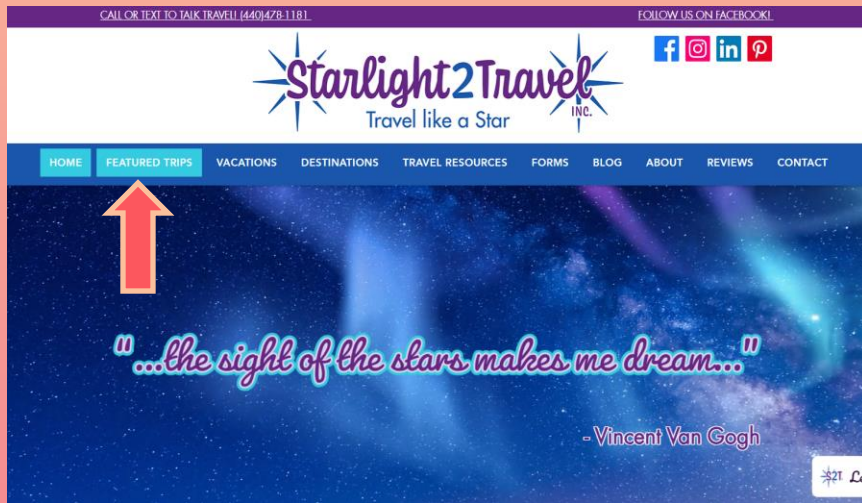 CALL OR TEXT TO TALK TRAVEL! (440)478-1181
FOLLOW US ON FACEBOOK!
Starlight2Travel
INC.
Travel like a Star
HOME FEATURED TRIPS VACATIONS DESTINATIONS TRAVEL RESOURCES FORMS BLOG ABOUT REVIEWS CONTACT
"...the sight of the stars makes me dream..."
- Vincent Van Gogh
S2T